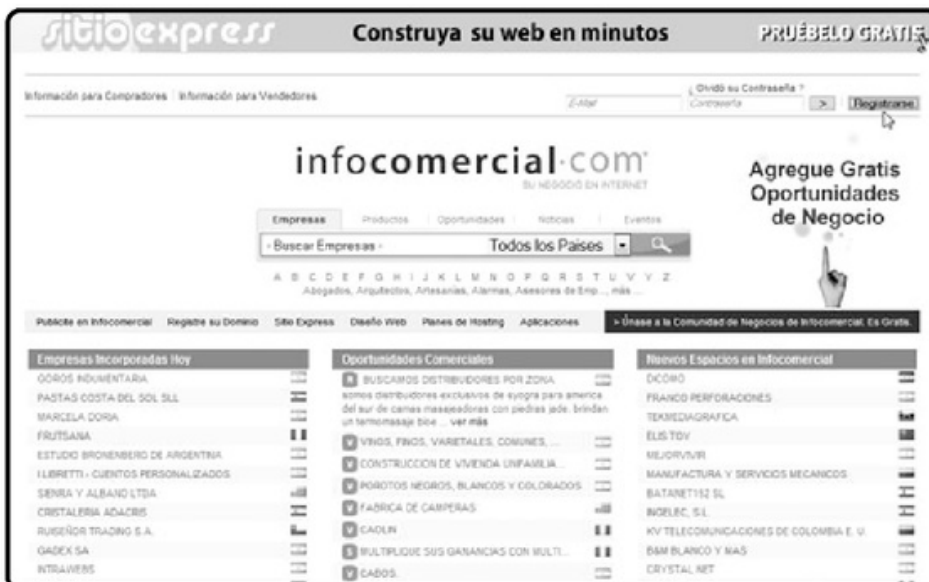 sitioexpress Construya su web en minutos PRUÉBELO GRATIS
¿ Olvidó su Contraseña ?
Información para Compradores Información para Vendedores E-Mail Contraseña > Registrarse
infocomercial.com
SU NEGOCIO EN INTERNET
Agregue Gratis
Oportunidades
de Negocio
Empresas Productos Oportunidades Noticias Eventos
- Buscar Empresas - Todos los Paises
A B C D E F G H I J K L M N O P Q R S T U V Y Z
Abogados, Arquitectos, Artesanías, Alarmas, Asesores de Emp..., más ...
Publicite en Infocomercial Registre su Dominio Sitio Express Diseño Web Planes de Hosting Aplicaciones » Únase a la Comunidad de Negocios de Infocomercial. Es Gratis.
Empresas Incorporadas Hoy
GOROS INDUMENTARIA
PASTAS COSTA DEL SOL SLL
MARCELA DORIA
FRUTSANA
ESTUDIO BRONENBERG DE ARGENTINA
I.LIBRETTI - CUENTOS PERSONALIZADOS
SIERRA Y ALBANO LTDA
CRISTALERIA ADACRIS
RUISEÑOR TRADING S.A.
GADEX SA
INTRAWEBS
Oportunidades Comerciales
BUSCAMOS DISTRIBUIDORES POR ZONA
somos distribuidores exclusivos de syogra para america
del sur de camas masajeadoras con piedras jade. brindan
un termomasaje bioe ... ver más
V VINOS, FINOS, VARIETALES, COMUNES, ...
V CONSTRUCCION DE VIVIENDA UNIFAMILIA...
V POROTOS NEGROS, BLANCOS Y COLORADOS
V FABRICA DE CAMPERAS
V CAOLIN
S MULTIPLIQUE SUS GANANCIAS CON MULTI...
V CABOS.
Nuevos Espacios en Infocomercial
DICOMO
FRANCO PERFORACIONES
TEKMEDIAGRAFICA
ELIS TOY
MEJORVIVIR
MANUFACTURA Y SERVICIOS MECANICOS
BATANET152 SL
INGELEC, S.L.
KV TELECOMUNICACIONES DE COLOMBIA E. U.
B&M BLANCO Y MAS
CRYSTAL NET